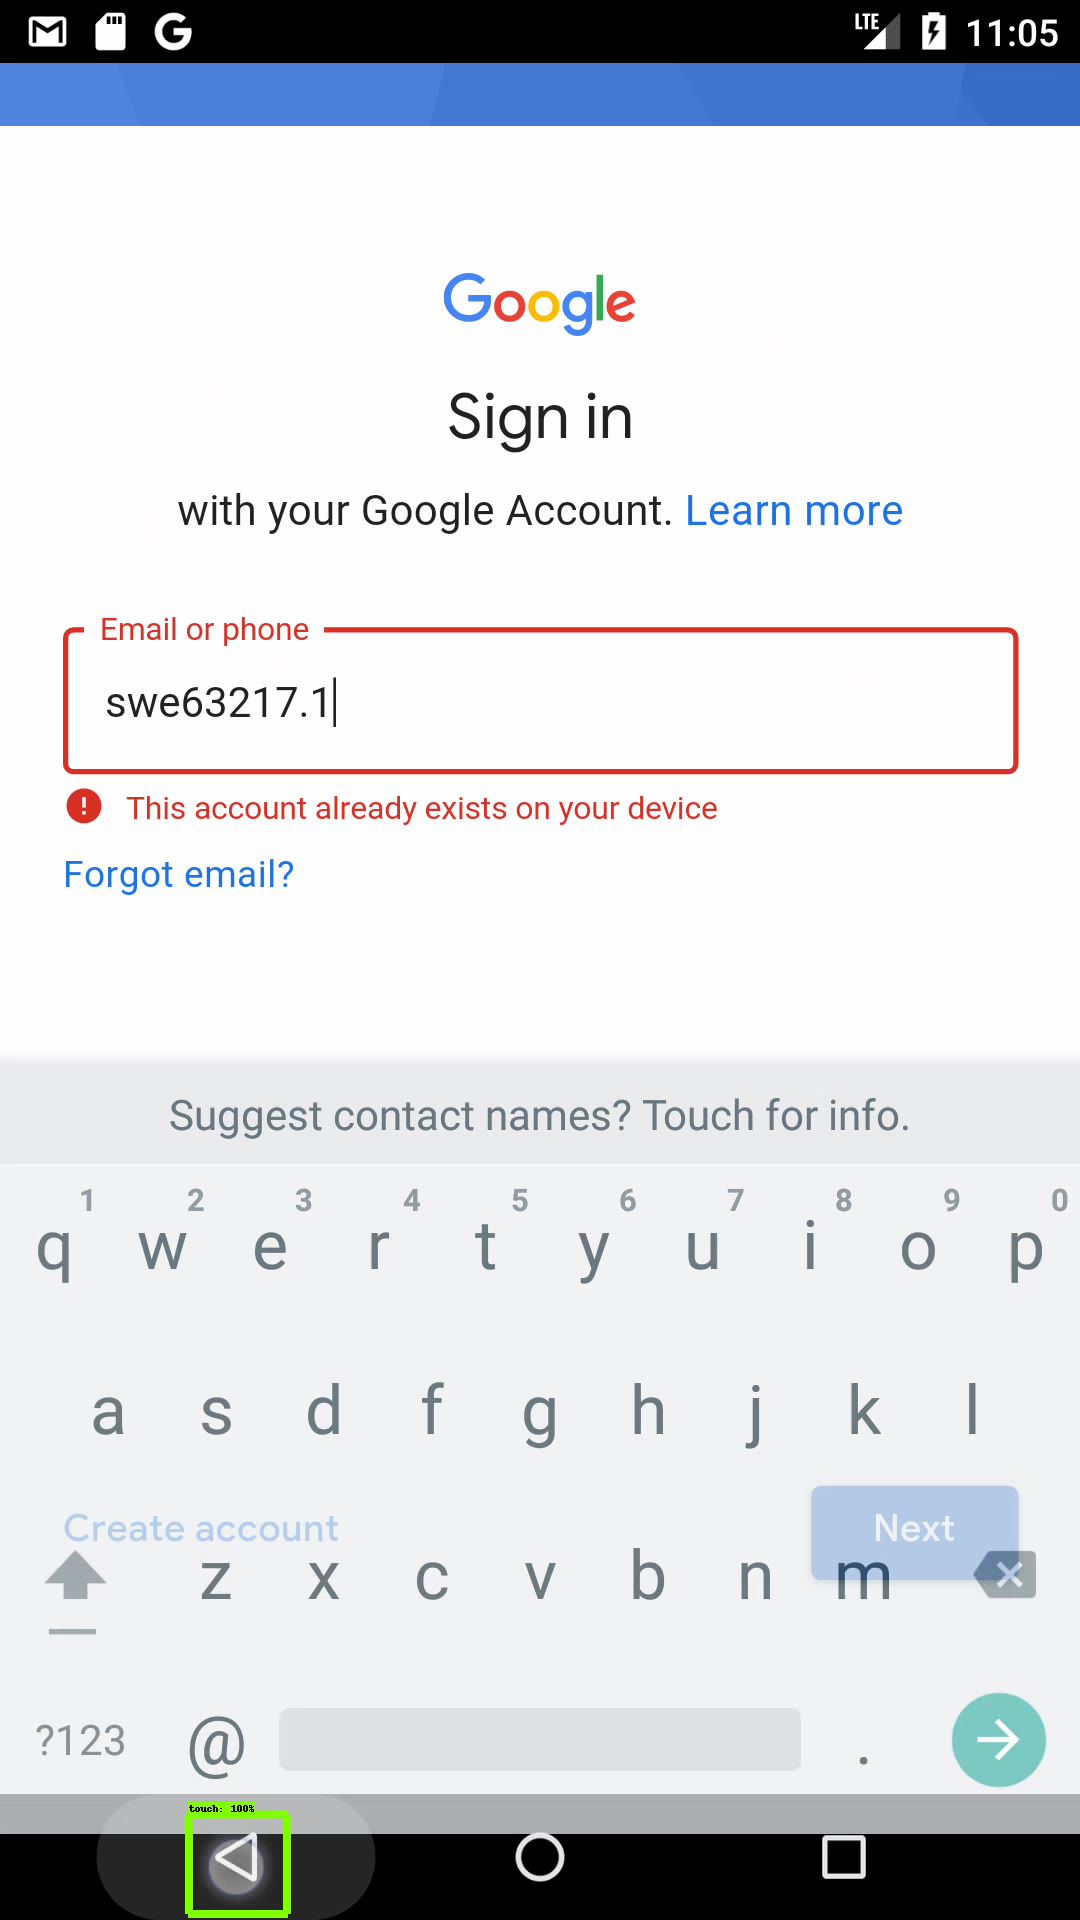 LTE 11:05
Google
Sign in
with your Google Account. Learn more
Email or phone
swe63217.1
This account already exists on your device
Forgot email?
Suggest contact names? Touch for info.
1 2 3 4 5 6 7 8 9 0
q w e r t y u i o p
a s d f g h j k l
Create account Next
z x c v b n m
?123 @ .
touch: 100%